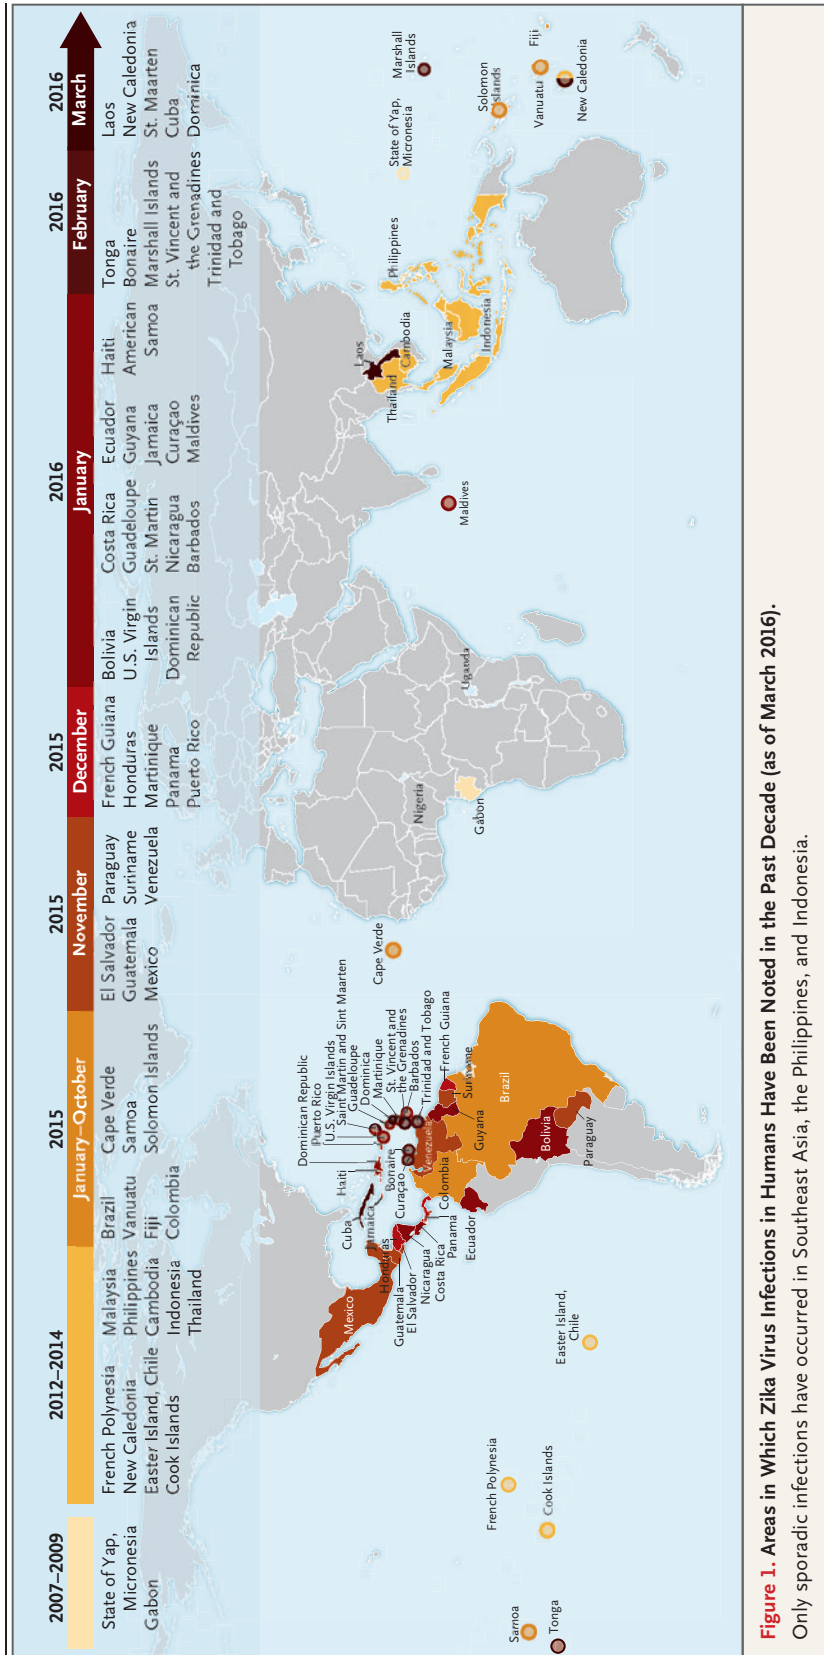 2007–2009
2012–2014
2015
2015
2015
2016
2016
2016
January–October
November
December
January
February
March
State of Yap,
Micronesia
Gabon
French Polynesia
New Caledonia
Easter Island, Chile
Cook Islands
Malaysia
Philippines
Cambodia
Indonesia
Thailand
Brazil
Vanuatu
Fiji
Colombia
Cape Verde
Samoa
Solomon Islands
El Salvador
Guatemala
Mexico
Paraguay
Suriname
Venezuela
French Guiana
Honduras
Martinique
Panama
Puerto Rico
Bolivia
U.S. Virgin
Islands
Dominican
Republic
Costa Rica
Guadeloupe
St. Martin
Nicaragua
Barbados
Ecuador
Guyana
Jamaica
Curaçao
Maldives
Haiti
American
Samoa
Tonga
Bonaire
Marshall Islands
St. Vincent and
the Grenadines
Trinidad and
Tobago
Laos
New Caledonia
St. Maarten
Cuba
Dominica
Samoa
Tonga
French Polynesia
Cook Islands
Easter Island,
Chile
Mexico
Guatemala
El Salvador
Honduras
Nicaragua
Costa Rica
Panama
Ecuador
Cuba
Jamaica
Haiti
Dominican Republic
Puerto Rico
U.S. Virgin Islands
Saint Martin and Sint Maarten
Guadeloupe
Dominica
Martinique
St. Vincent and
the Grenadines
Barbados
Trinidad and Tobago
French Guiana
Suriname
Guyana
Bonaire
Curaçao
Venezuela
Colombia
Brazil
Bolivia
Paraguay
Cape Verde
Nigeria
Gabon
Uganda
Maldives
Laos
Thailand
Cambodia
Malaysia
Indonesia
Philippines
State of Yap,
Micronesia
Marshall
Islands
Solomon
Islands
Vanuatu
Fiji
New Caledonia
Figure 1. Areas in Which Zika Virus Infections in Humans Have Been Noted in the Past Decade (as of March 2016).
Only sporadic infections have occurred in Southeast Asia, the Philippines, and Indonesia.